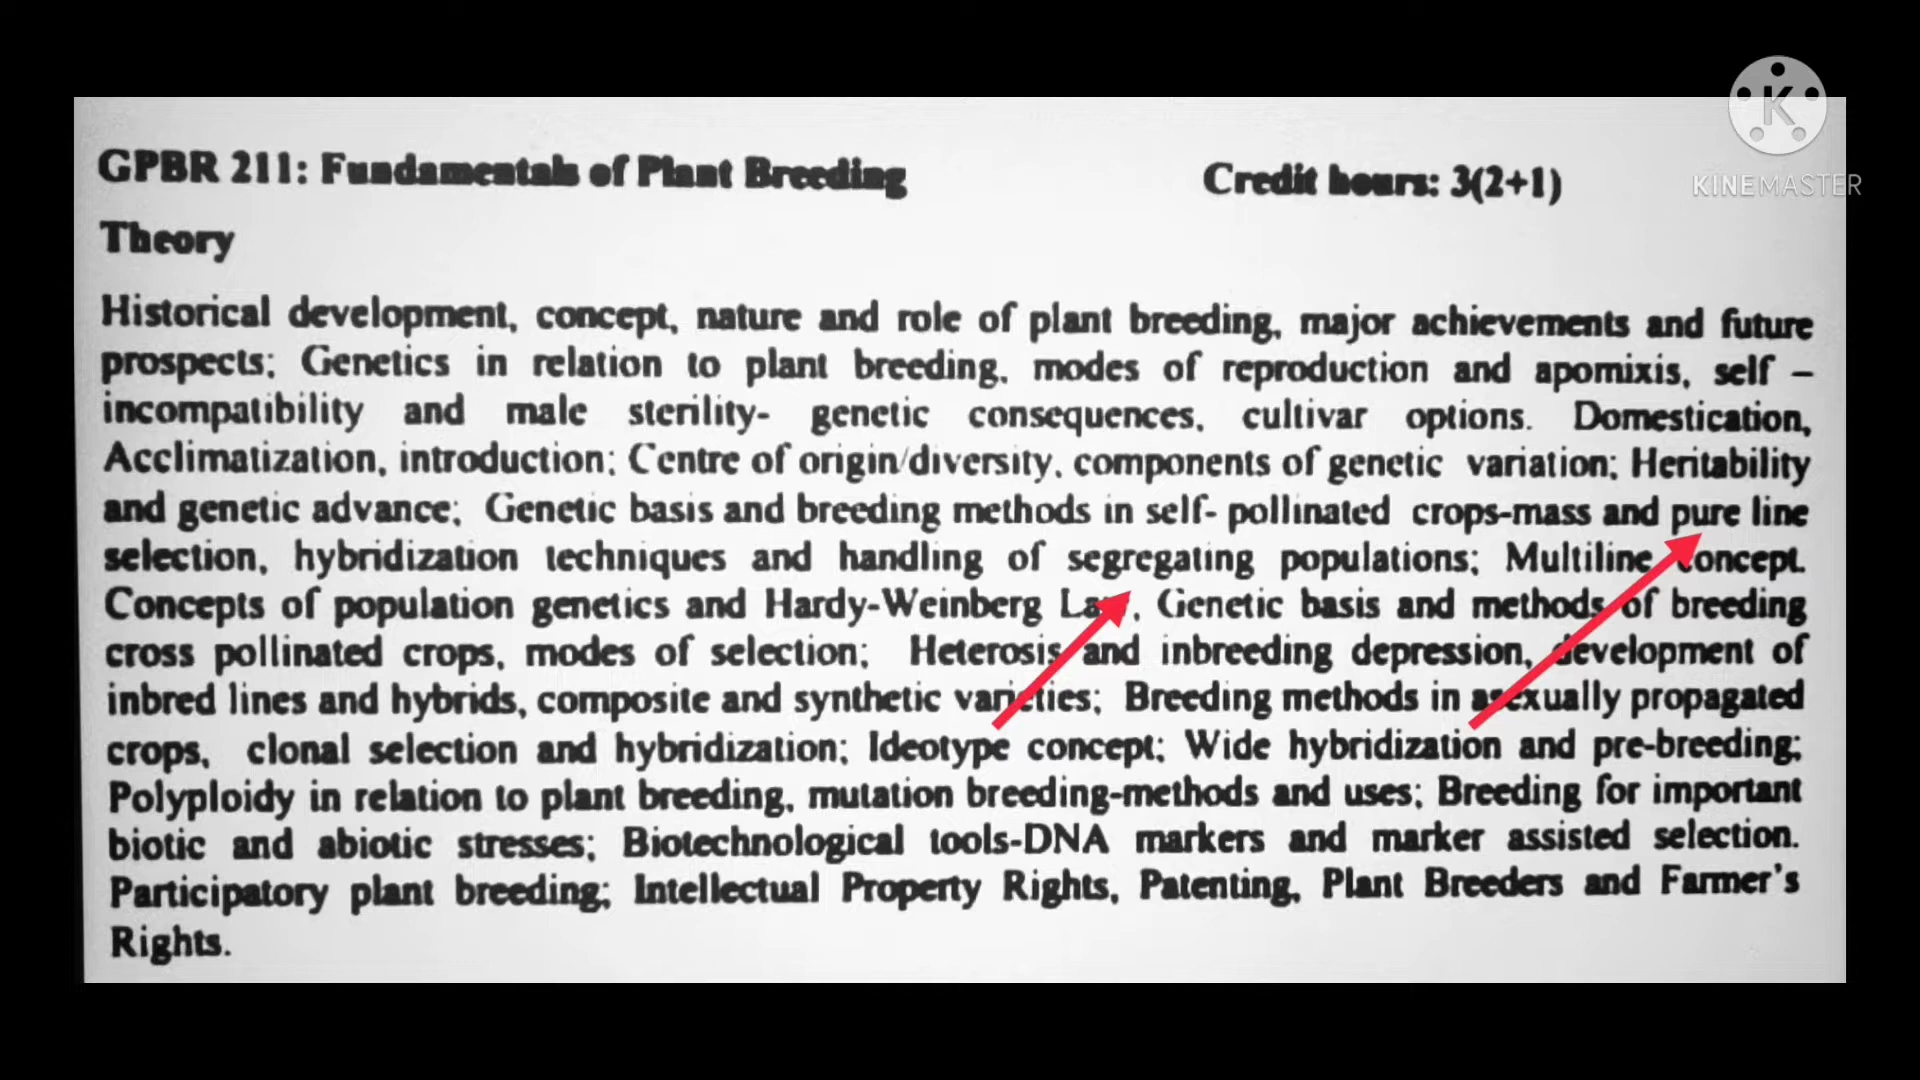 GPBR 211: Fundamentals of Plant Breeding Credit hours: 3(2+1)
K
KINEMASTER
Theory
Historical development, concept, nature and role of plant breeding, major achievements and future
prospects; Genetics in relation to plant breeding, modes of reproduction and apomixis, self –
incompatibility and male sterility- genetic consequences, cultivar options. Domestication,
Acclimatization, introduction; Centre of origin/diversity, components of genetic variation; Heritability
and genetic advance; Genetic basis and breeding methods in self- pollinated crops-mass and pure line
selection, hybridization techniques and handling of segregating populations; Multiline concept.
Concepts of population genetics and Hardy-Weinberg Law, Genetic basis and methods of breeding
cross pollinated crops, modes of selection; Heterosis and inbreeding depression, development of
inbred lines and hybrids, composite and synthetic varieties; Breeding methods in asexually propagated
crops, clonal selection and hybridization; Ideotype concept; Wide hybridization and pre-breeding;
Polyploidy in relation to plant breeding, mutation breeding-methods and uses; Breeding for important
biotic and abiotic stresses; Biotechnological tools-DNA markers and marker assisted selection.
Participatory plant breeding; Intellectual Property Rights, Patenting, Plant Breeders and Farmer's
Rights.